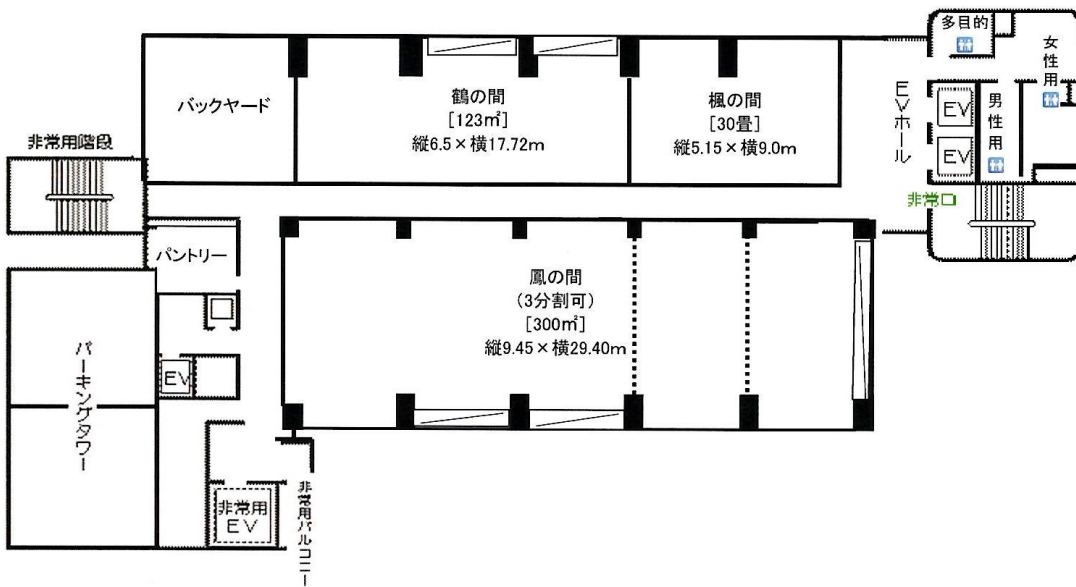 多目的
女性用
バックヤード
鶴の間
[123㎡]
縦6.5×横17.72m
楓の間
[30畳]
縦5.15×横9.0m
EVホール
EV
EV
男性用
非常用階段
非常口
パントリー
鳳の間
(3分割可)
[300㎡]
縦9.45×横29.40m
パーキングタワー
EV
非常用
EV
非常用バルコニー